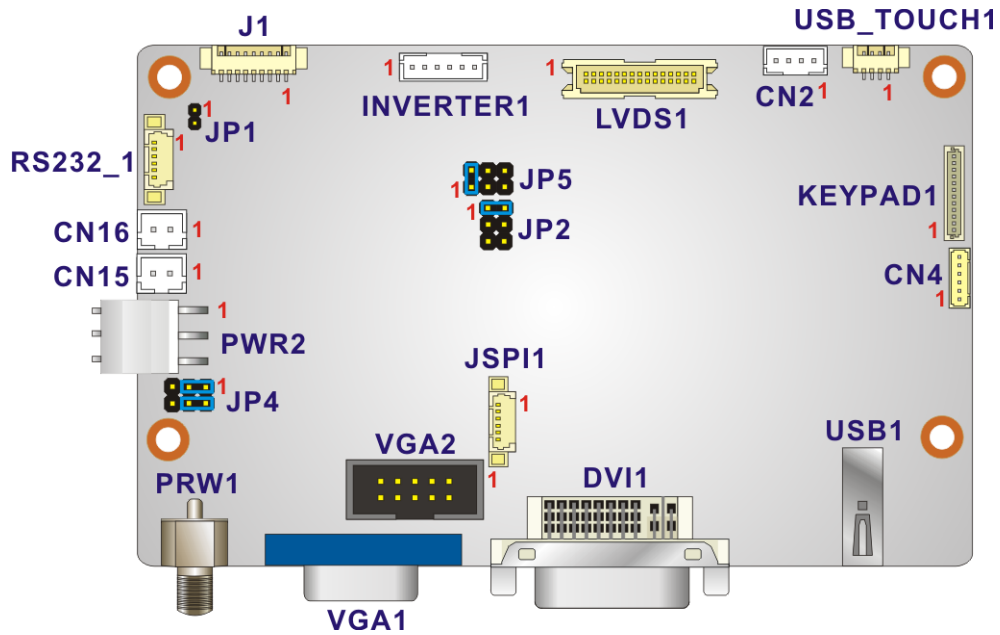 J1
USB_TOUCH1
1
1
INVERTER1
1
LVDS1
CN2
1
1
1
JP1
RS232_1
1
JP5
1
KEYPAD1
1
1
JP2
CN16
1
CN15
1
CN4
1
1
PWR2
JSPI1
1
JP4
1
VGA2
1
USB1
PRW1
DVI1
VGA1